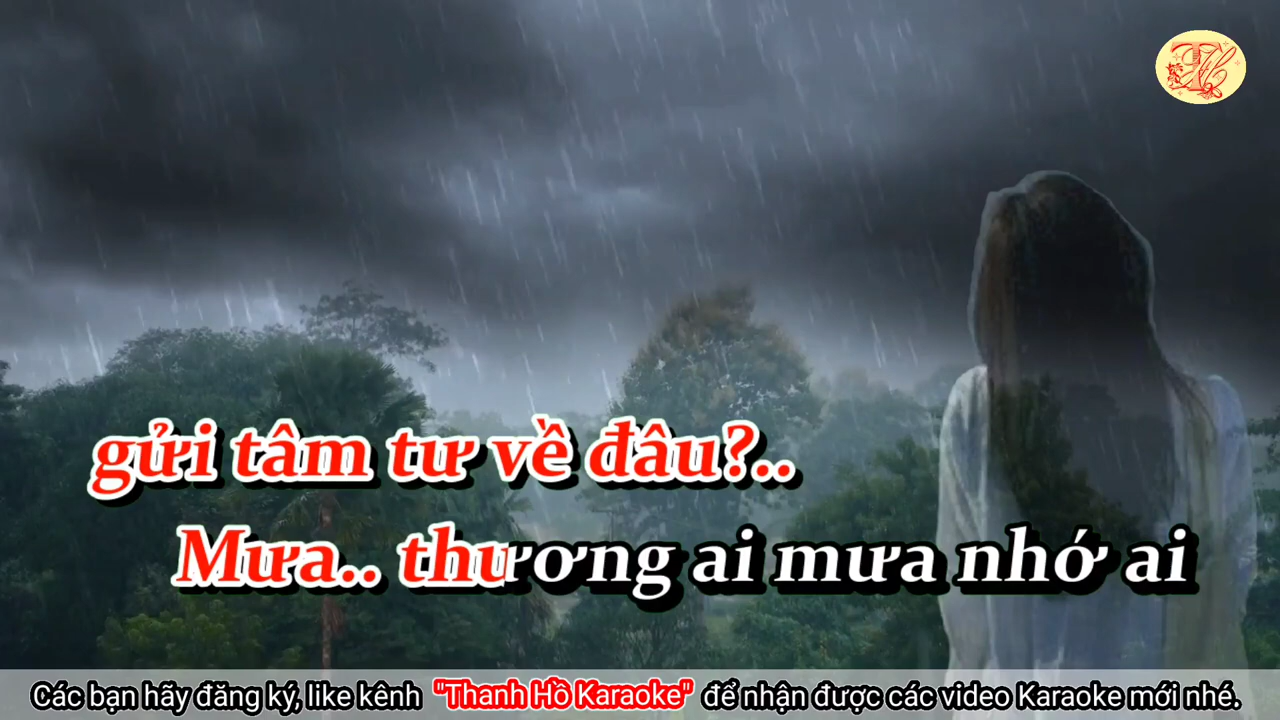 gửi tâm tư về đâu?..
Mưa.. thương ai mưa nhớ ai
Các bạn hãy đăng ký, like kênh "Thanh Hồ Karaoke" để nhận được các video Karaoke mới nhé.